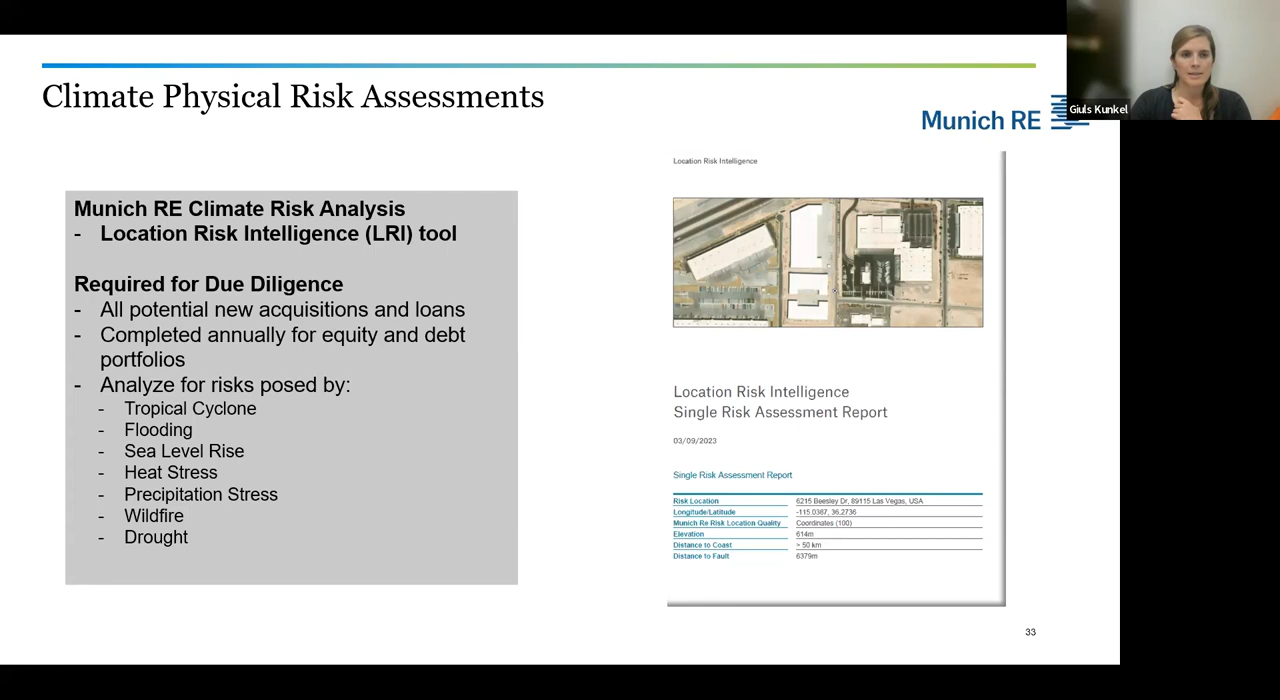 Climate Physical Risk Assessments
Munich RE
Giuls Kunkel
Munich RE Climate Risk Analysis
- Location Risk Intelligence (LRI) tool
Required for Due Diligence
- All potential new acquisitions and loans
- Completed annually for equity and debt
portfolios
- Analyze for risks posed by:
- Tropical Cyclone
- Flooding
- Sea Level Rise
- Heat Stress
- Precipitation Stress
- Wildfire
- Drought
Location Risk Intelligence
Location Risk Intelligence
Single Risk Assessment Report
03/09/2023
Single Risk Assessment Report
Risk Location 6215 Beesley Dr, 89115 Las Vegas, USA
Longitude/Latitude -115.0387, 36.2736
Munich Re Risk Location Quality Coordinates (100)
Elevation 614m
Distance to Coast > 50 km
Distance to Fault 6379m
33